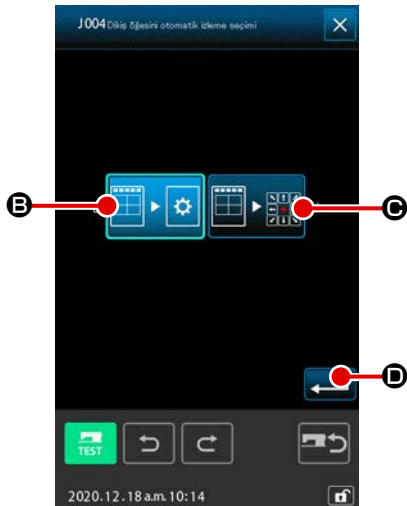 J004 Dikiş öğesini otomatik izleme seçimi
B
C
D
TEST
2020.12.18 a.m. 10:14